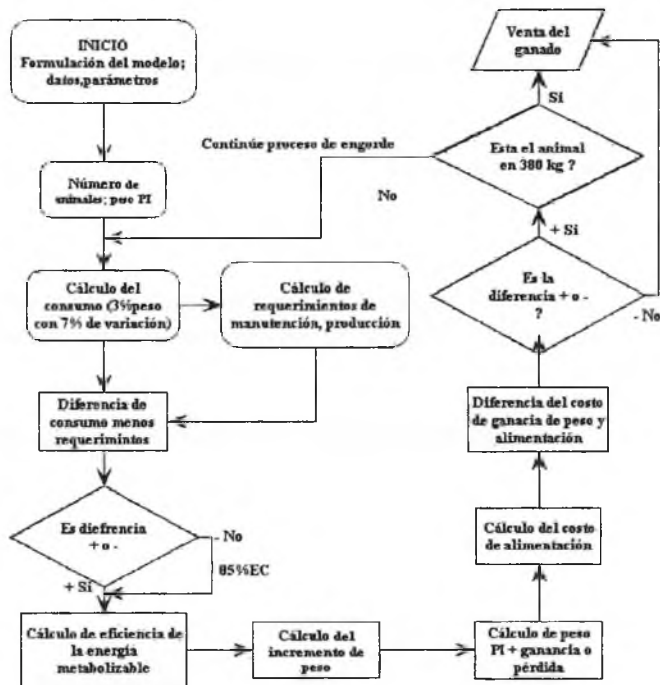 INICIO
Formulación del modelo;
datos,parámetros
Número de
animales; peso PI
Cálculo del
consumo (3%peso
con 7% de variación)
Cálculo de
requerimientos de
manutención, producción
Diferencia de
consumo menos
requerimintos
Es diefrencia
+ o -
- No
85%EC
+ Sí
Cálculo de eficiencia de
la energía
metabolizable
Cálculo del
incremento de
peso
Cálculo de peso
PI + ganancia o
pérdida
Cálculo del costo
de alimentación
Diferencia del costo
de ganacia de peso y
alimentación
Es la
diferencia + o -
?
- No
+ Si
Esta el animal
en 380 kg ?
Continúe proceso de engorde
No
Si
Venta del
ganado